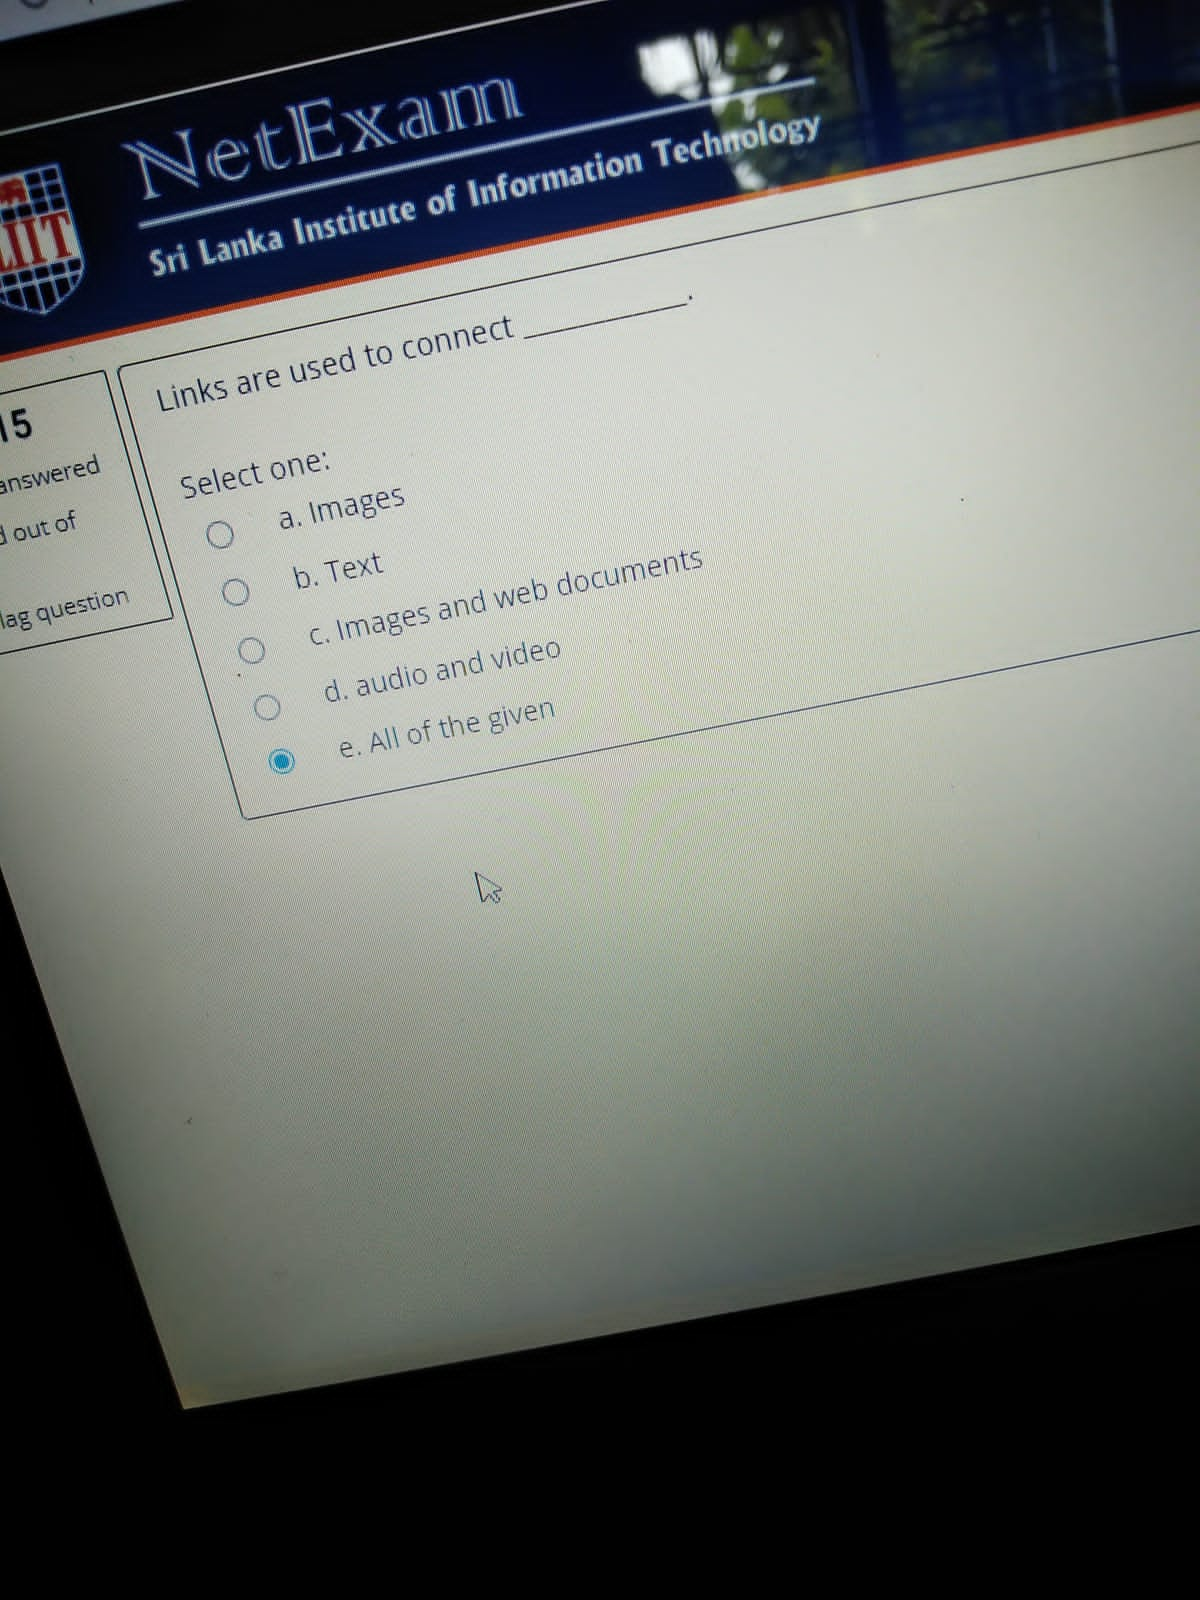 NetExam
Sri Lanka Institute of Information Technology
LIIT
15
answered
d out of
lag question
Links are used to connect __________.
Select one:
a. Images
b. Text
c. Images and web documents
d. audio and video
e. All of the given